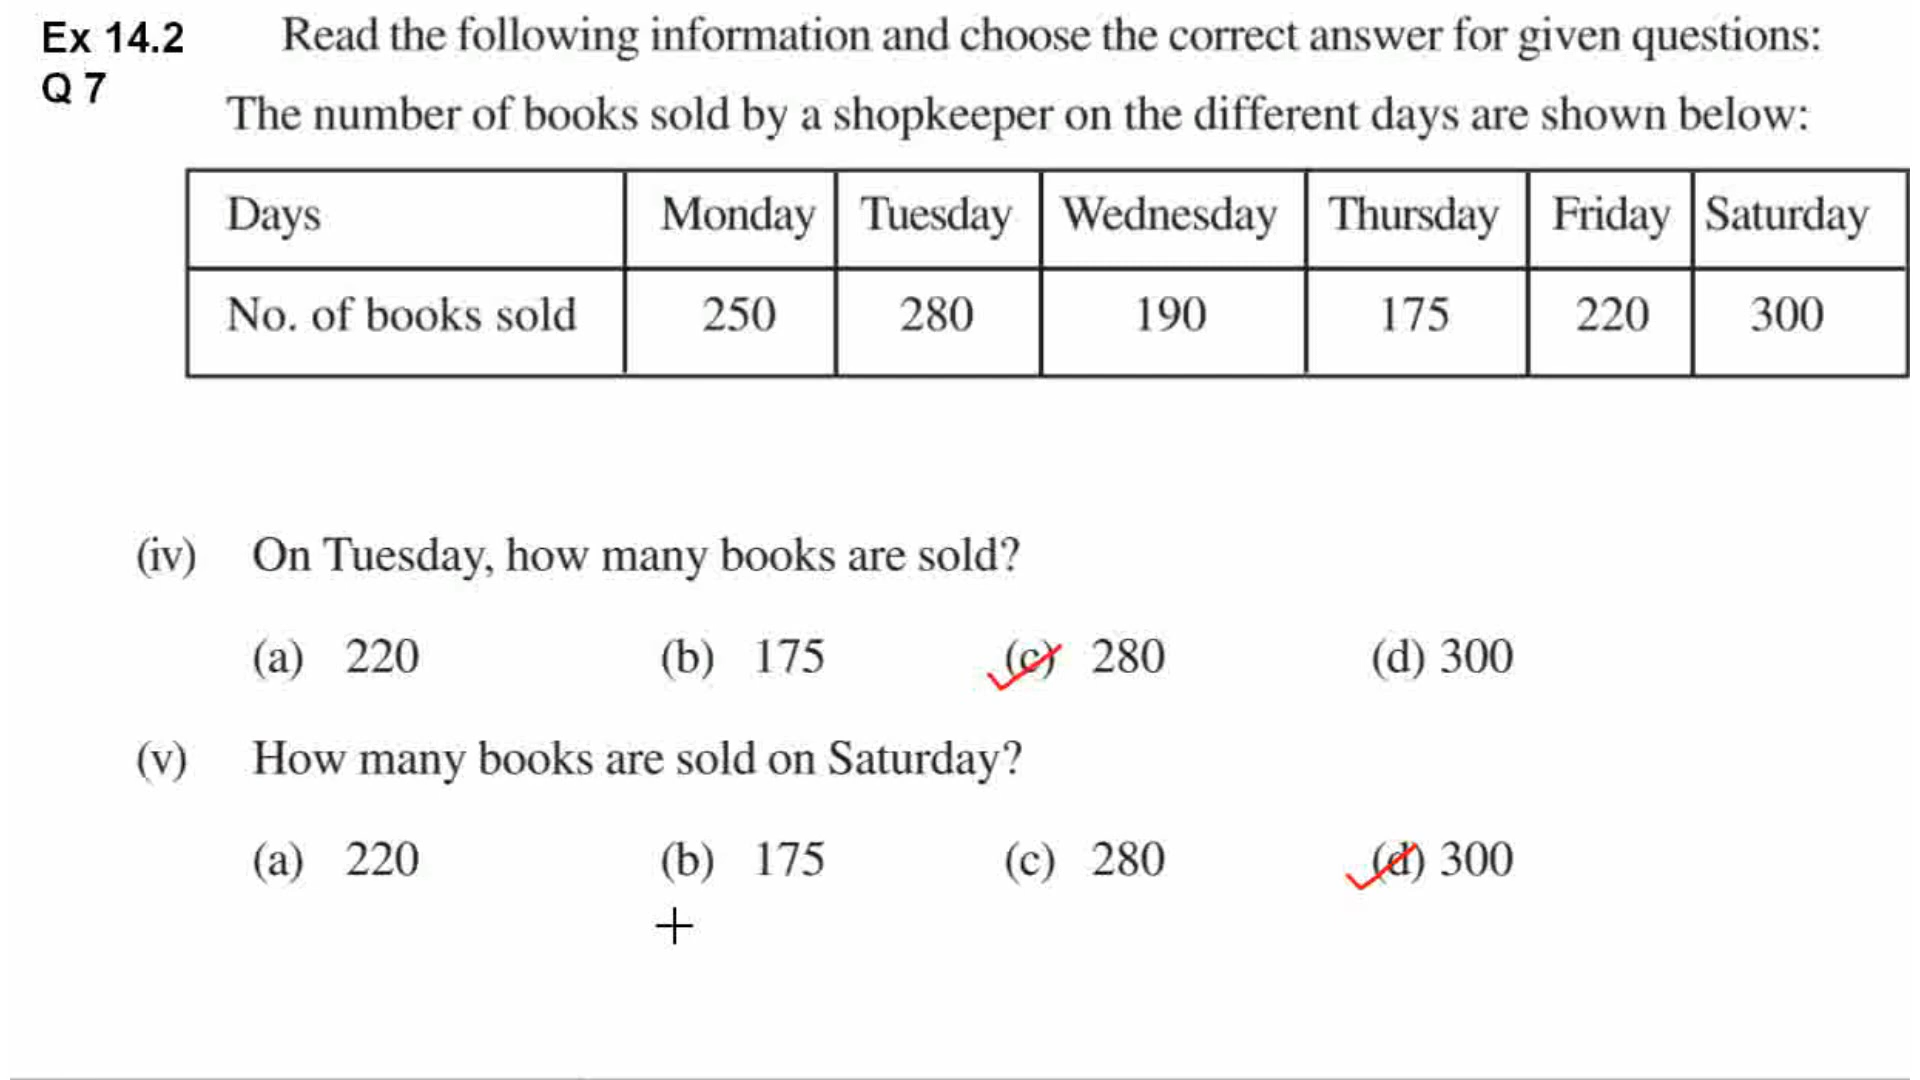 Ex 14.2 Read the following information and choose the correct answer for given questions:
Q 7
The number of books sold by a shopkeeper on the different days are shown below:
Days Monday Tuesday Wednesday Thursday Friday Saturday
No. of books sold 250 280 190 175 220 300
(iv) On Tuesday, how many books are sold?
(a) 220 (b) 175 (c) 280 (d) 300
(v) How many books are sold on Saturday?
(a) 220 (b) 175 (c) 280 (d) 300